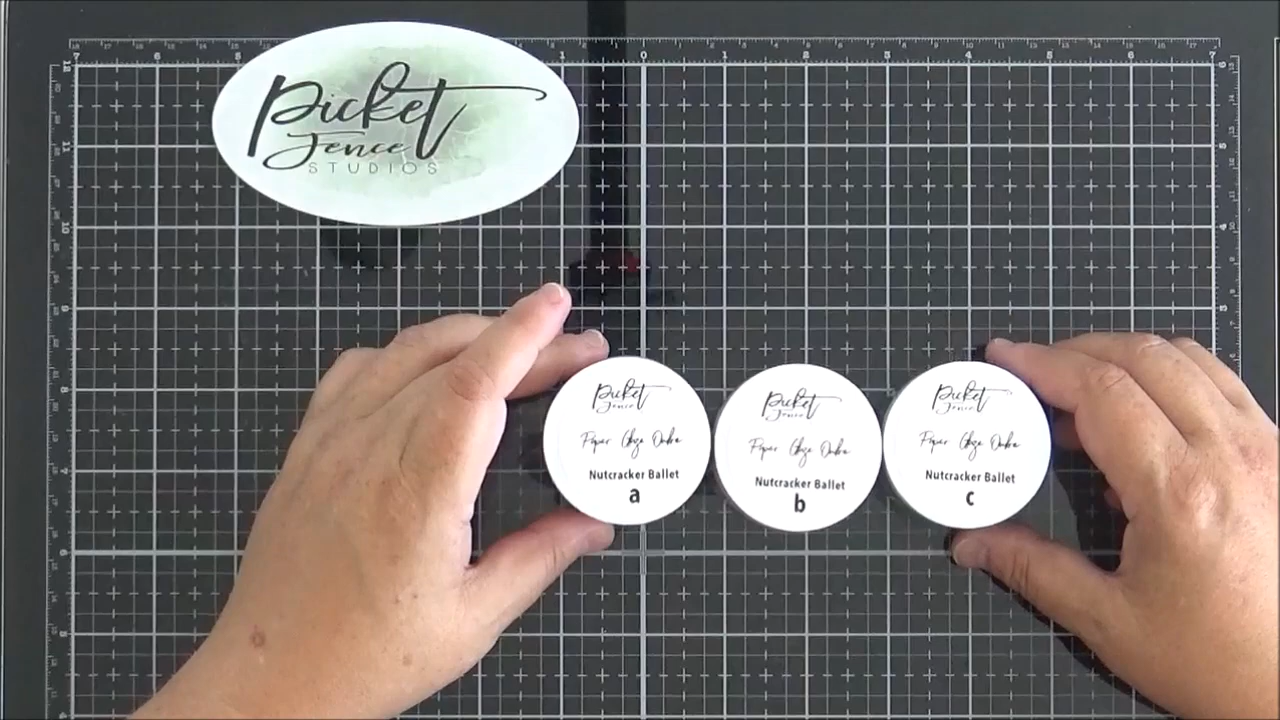 Picket
Fence
STUDIOS
Picket
Fence
Paper Glaze Ombre
Nutcracker Ballet
a
Picket
Fence
Paper Glaze Ombre
Nutcracker Ballet
b
Picket
Fence
Paper Glaze Ombre
Nutcracker Ballet
c